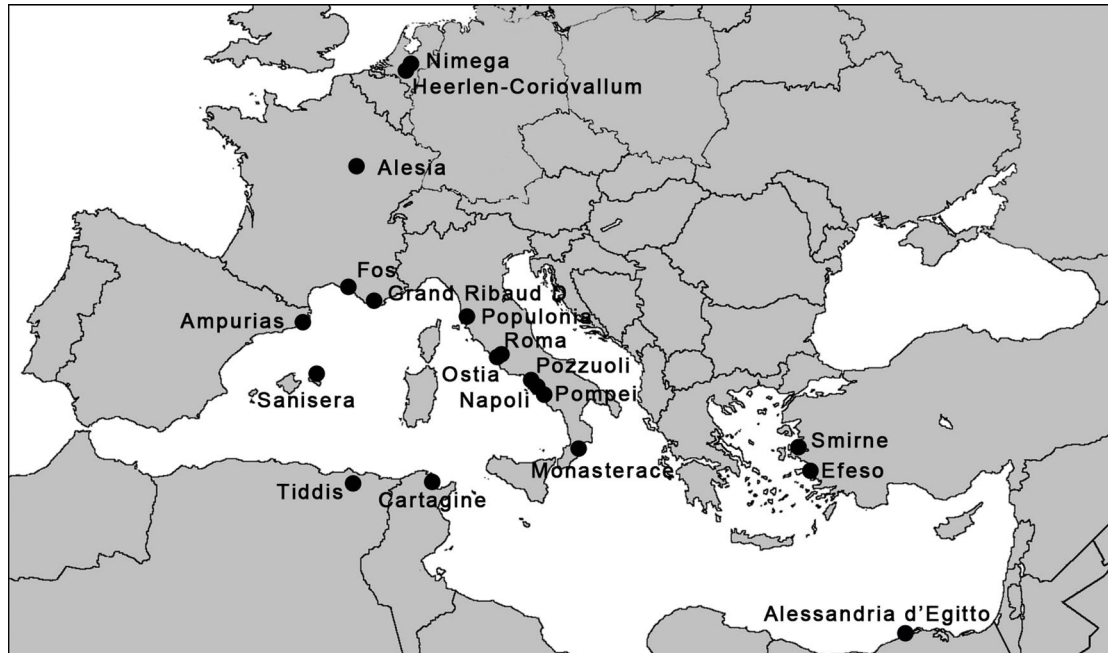 Nimega
Heerlen-Coriovallum
Alesia
Fos
Grand Ribaud D
Ampurias
Populonia
Roma
Ostia
Pozzuoli
Sanisera
Napoli
Pompei
Smirne
Monasterace
Efeso
Tiddis
Cartagine
Alessandria d'Egitto